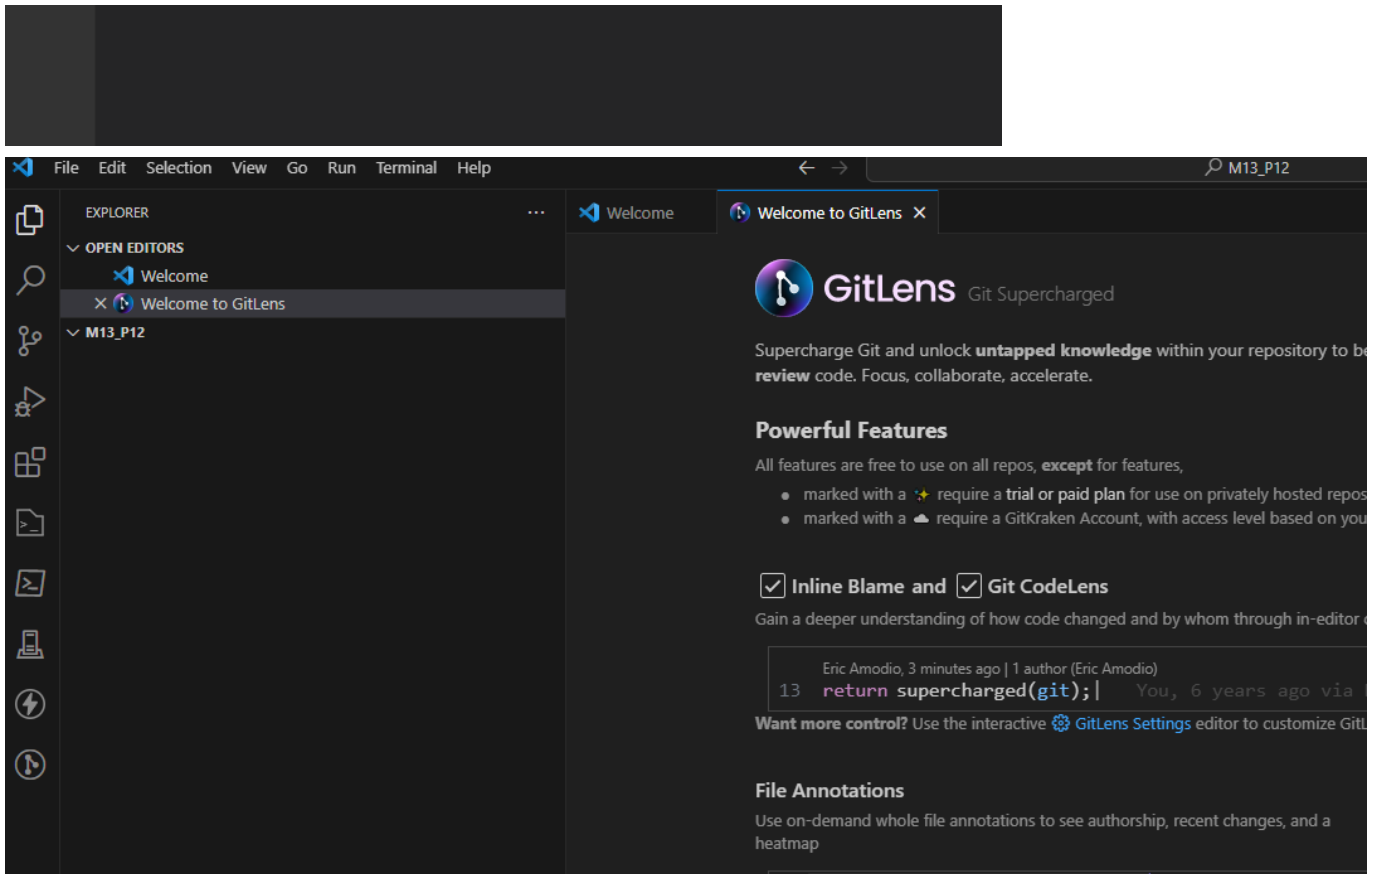 File Edit Selection View Go Run Terminal Help
M13_P12
EXPLORER
OPEN EDITORS
Welcome
Welcome to GitLens
M13_P12
Welcome
Welcome to GitLens
GitLens Git Supercharged
Supercharge Git and unlock untapped knowledge within your repository to be
review code. Focus, collaborate, accelerate.
Powerful Features
All features are free to use on all repos, except for features,
marked with a ✨ require a trial or paid plan for use on privately hosted repos
marked with a ☁ require a GitKraken Account, with access level based on you
Inline Blame and Git CodeLens
Gain a deeper understanding of how code changed and by whom through in-editor
Eric Amodio, 3 minutes ago | 1 author (Eric Amodio)
13 return supercharged(git);| You, 6 years ago via
Want more control? Use the interactive GitLens Settings editor to customize GitL
File Annotations
Use on-demand whole file annotations to see authorship, recent changes, and a
heatmap